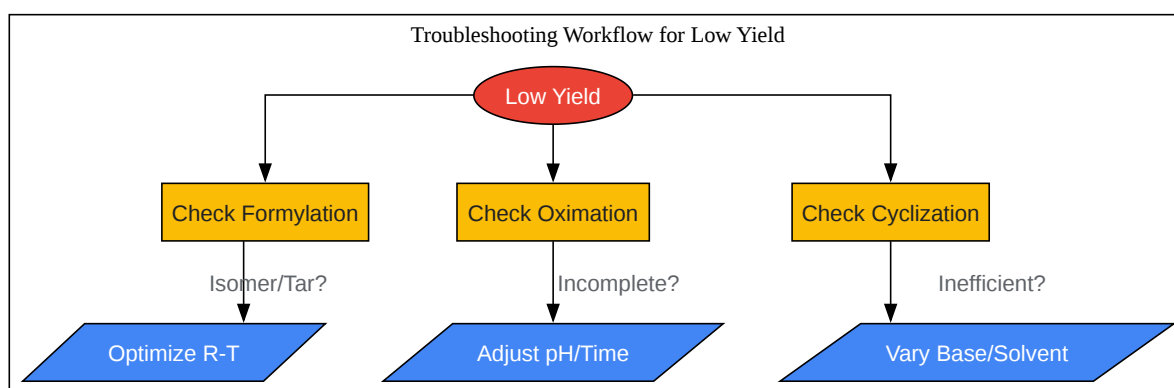 Troubleshooting Workflow for Low Yield
Low Yield
Check Formylation
Check Oximation
Check Cyclization
Isomer/Tar?
Incomplete?
Inefficient?
Optimize R-T
Adjust pH/Time
Vary Base/Solvent